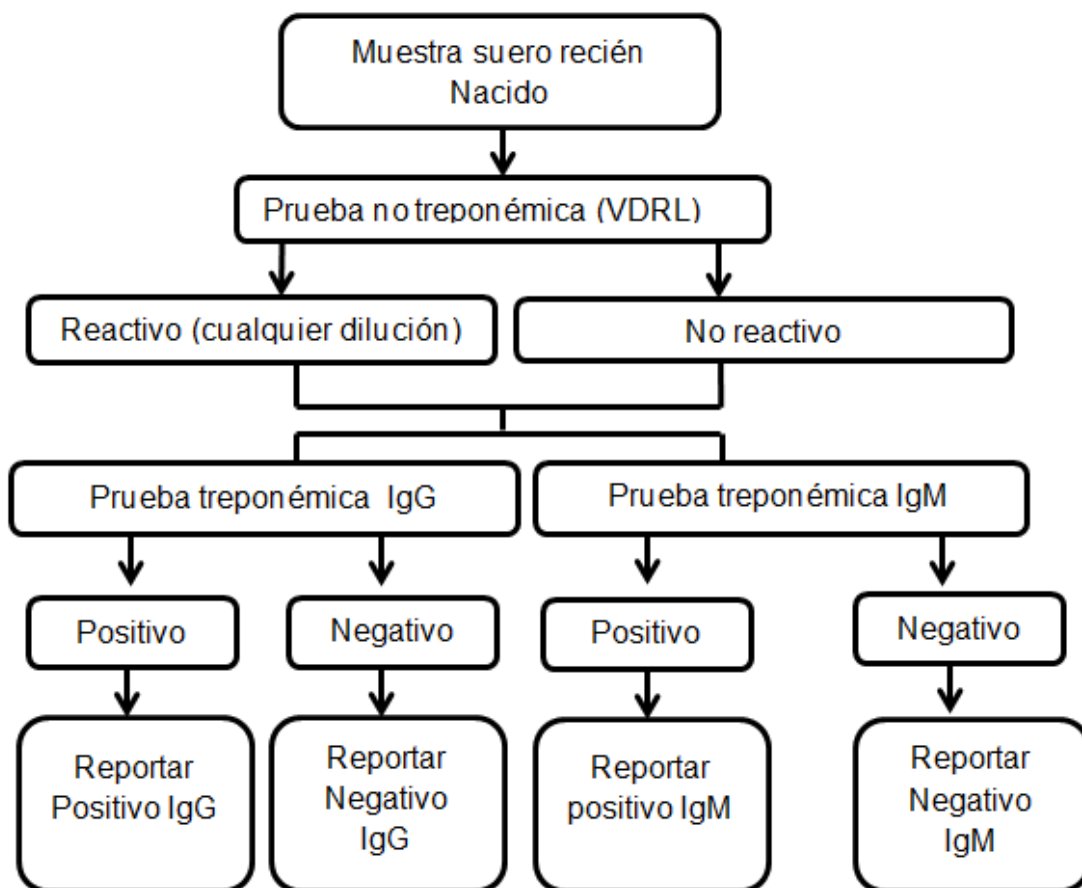 Muestra suero recién
Nacido
Prueba no treponémica (VDRL)
Reactivo (cualquier dilución)
No reactivo
Prueba treponémica IgG
Prueba treponémica IgM
Positivo
Negativo
Positivo
Negativo
Reportar
Positivo IgG
Reportar
Negativo
IgG
Reportar
positivo IgM
Reportar
Negativo
IgM